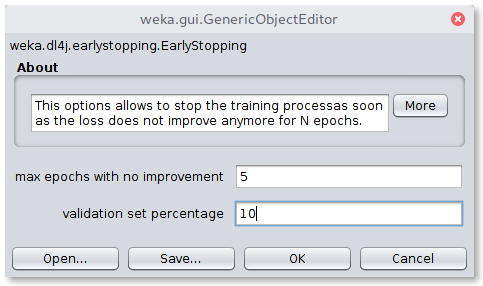 weka.gui.GenericObjectEditor
weka.dl4j.earlystopping.EarlyStopping
About
This options allows to stop the training processas soon
as the loss does not improve anymore for N epochs.
More
max epochs with no improvement 5
validation set percentage 10
Open... Save... OK Cancel